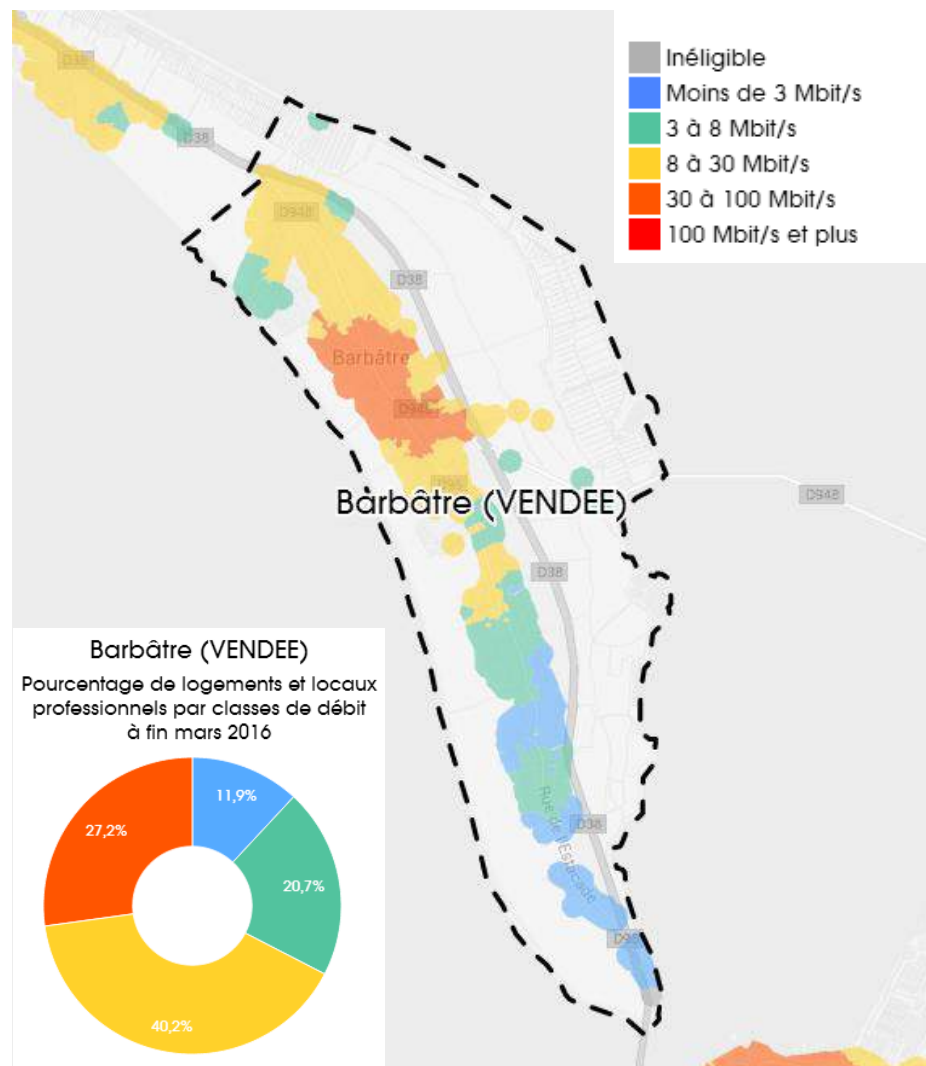 D38
Inéligible
Moins de 3 Mbit/s
3 à 8 Mbit/s
8 à 30 Mbit/s
30 à 100 Mbit/s
100 Mbit/s et plus
D38
D948
D38
Barbâtre
D948
Barbâtre (VENDEE)
D948
D38
Rue de l'Estacade
D38
Barbâtre (VENDEE)
Pourcentage de logements et locaux
professionnels par classes de débit
à fin mars 2016
11,9%
27,2%
20,7%
40,2%